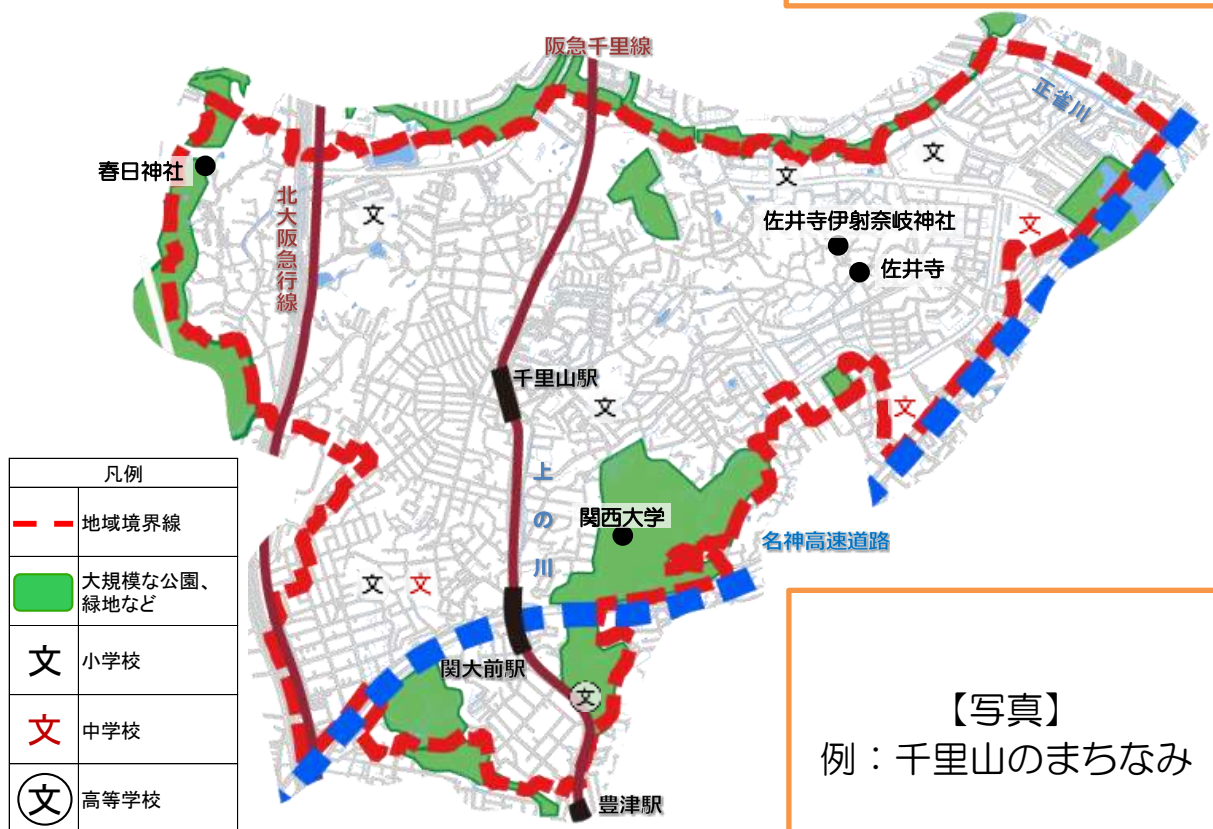 阪急千里線
正雀川
春日神社
文
文
文
北大阪急行線
佐井寺伊射奈岐神社
文
佐井寺
千里山駅
文
文
上の川
関西大学
名神高速道路
文
文
関大前駅
文
豊津駅
凡例
地域境界線
大規模な公園、
緑地など
文
小学校
文
中学校
文
高等学校
【写真】
例：千里山のまちなみ